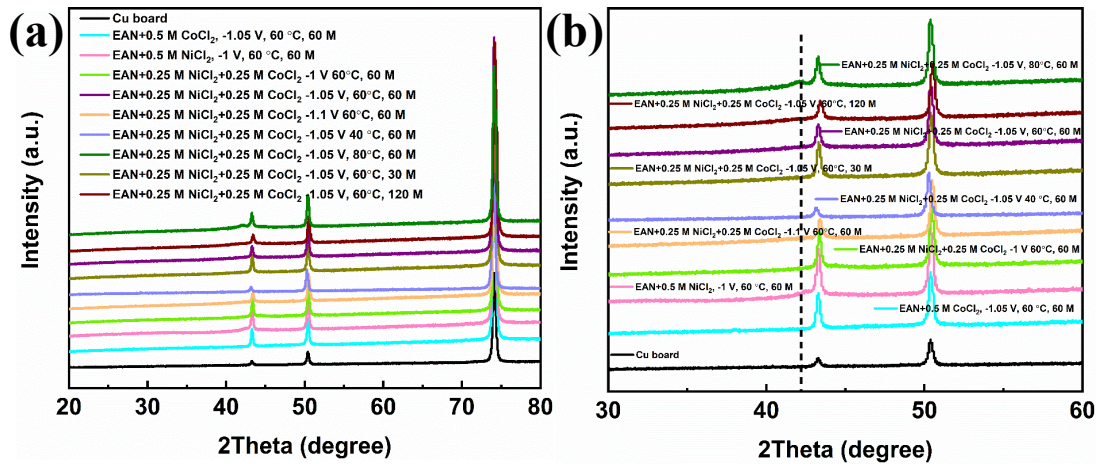 (a)
Cu board
EAN+0.5 M CoCl2, -1.05 V, 60 °C, 60 M
EAN+0.5 M NiCl2, -1 V, 60 °C, 60 M
EAN+0.25 M NiCl2+0.25 M CoCl2 -1 V 60°C, 60 M
EAN+0.25 M NiCl2+0.25 M CoCl2 -1.05 V, 60°C, 60 M
EAN+0.25 M NiCl2+0.25 M CoCl2 -1.1 V 60°C, 60 M
EAN+0.25 M NiCl2+0.25 M CoCl2 -1.05 V 40 °C, 60 M
EAN+0.25 M NiCl2+0.25 M CoCl2 -1.05 V, 80°C, 60 M
EAN+0.25 M NiCl2+0.25 M CoCl2 -1.05 V, 60°C, 30 M
EAN+0.25 M NiCl2+0.25 M CoCl2 -1.05 V, 60°C, 120 M
Intensity (a.u.)
20 30 40 50 60 70 80
2Theta (degree)
(b)
EAN+0.25 M NiCl2+0.25 M CoCl2 -1.05 V, 80°C, 60 M
EAN+0.25 M NiCl2+0.25 M CoCl2 -1.05 V, 60°C, 120 M
EAN+0.25 M NiCl2+0.25 M CoCl2 -1.05 V, 60°C, 60 M
EAN+0.25 M NiCl2+0.25 M CoCl2 -1.05 V, 60°C, 30 M
EAN+0.25 M NiCl2+0.25 M CoCl2 -1.05 V 40 °C, 60 M
EAN+0.25 M NiCl2+0.25 M CoCl2 -1.1 V 60°C, 60 M
EAN+0.25 M NiCl2+0.25 M CoCl2 -1 V 60°C, 60 M
EAN+0.5 M NiCl2, -1 V, 60 °C, 60 M
EAN+0.5 M CoCl2, -1.05 V, 60 °C, 60 M
Cu board
Intensity (a.u.)
30 40 50 60
2Theta (degree)